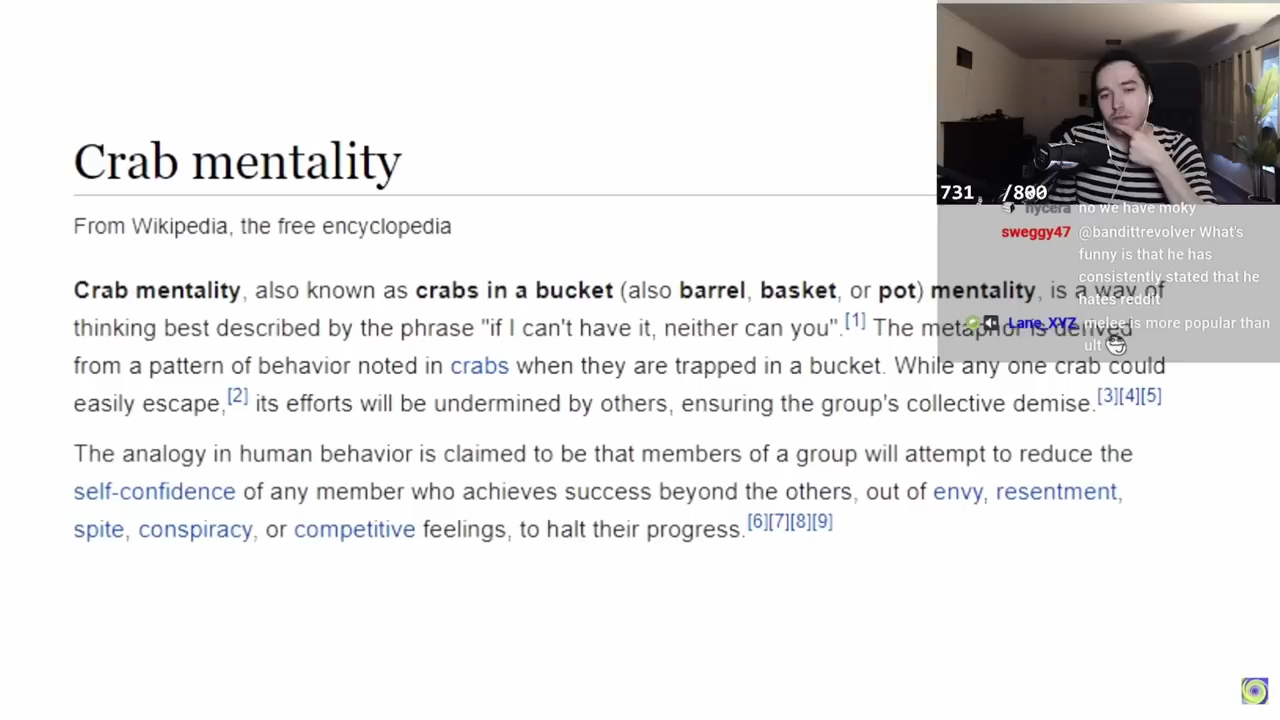 Crab mentality
From Wikipedia, the free encyclopedia
Crab mentality, also known as crabs in a bucket (also barrel, basket, or pot) mentality, is a way of
thinking best described by the phrase "if I can't have it, neither can you".[1] The metaphor is derived
from a pattern of behavior noted in crabs when they are trapped in a bucket. While any one crab could
easily escape,[2] its efforts will be undermined by others, ensuring the group's collective demise.[3][4][5]
The analogy in human behavior is claimed to be that members of a group will attempt to reduce the
self-confidence of any member who achieves success beyond the others, out of envy, resentment,
spite, conspiracy, or competitive feelings, to halt their progress.[6][7][8][9]
731 /800
nycera no we have moky
sweggy47 @bandittrevolver What's
funny is that he has
consistently stated that he
hates reddit
Lane_XYZ melee is more popular than
ult